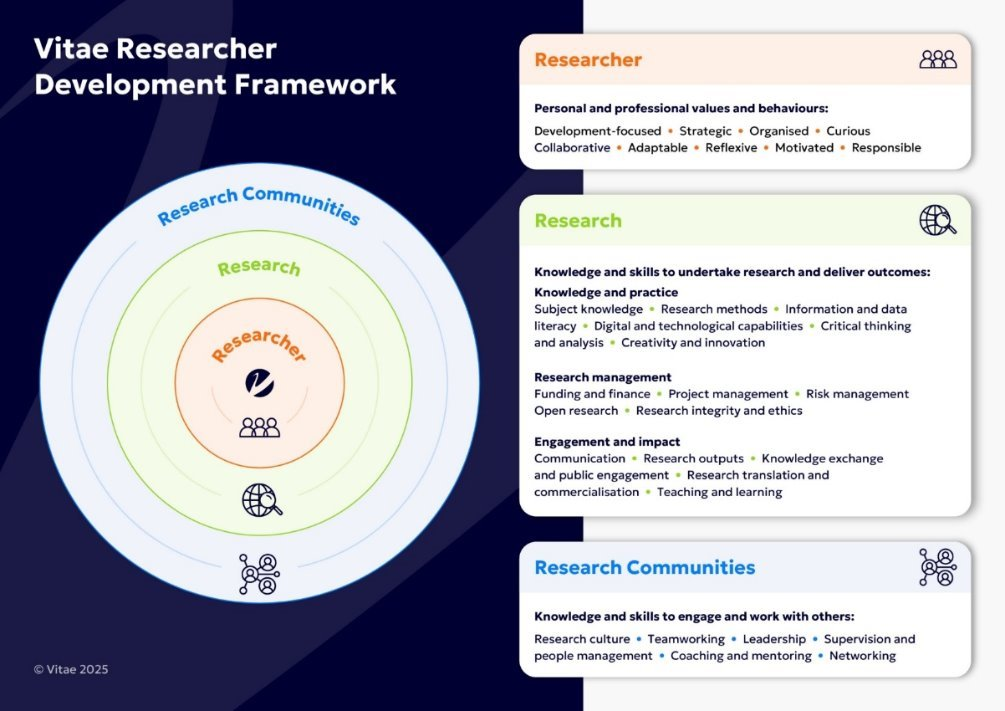 Vitae Researcher
Development Framework
Research Communities
Research
Researcher
© Vitae 2025
Researcher
Personal and professional values and behaviours:
Development-focused • Strategic • Organised • Curious
Collaborative • Adaptable • Reflexive • Motivated • Responsible
Research
Knowledge and skills to undertake research and deliver outcomes:
Knowledge and practice
Subject knowledge • Research methods • Information and data
literacy • Digital and technological capabilities • Critical thinking
and analysis • Creativity and innovation
Research management
Funding and finance • Project management • Risk management
Open research • Research integrity and ethics
Engagement and impact
Communication • Research outputs • Knowledge exchange
and public engagement • Research translation and
commercialisation • Teaching and learning
Research Communities
Knowledge and skills to engage and work with others:
Research culture • Teamworking • Leadership • Supervision and
people management • Coaching and mentoring • Networking